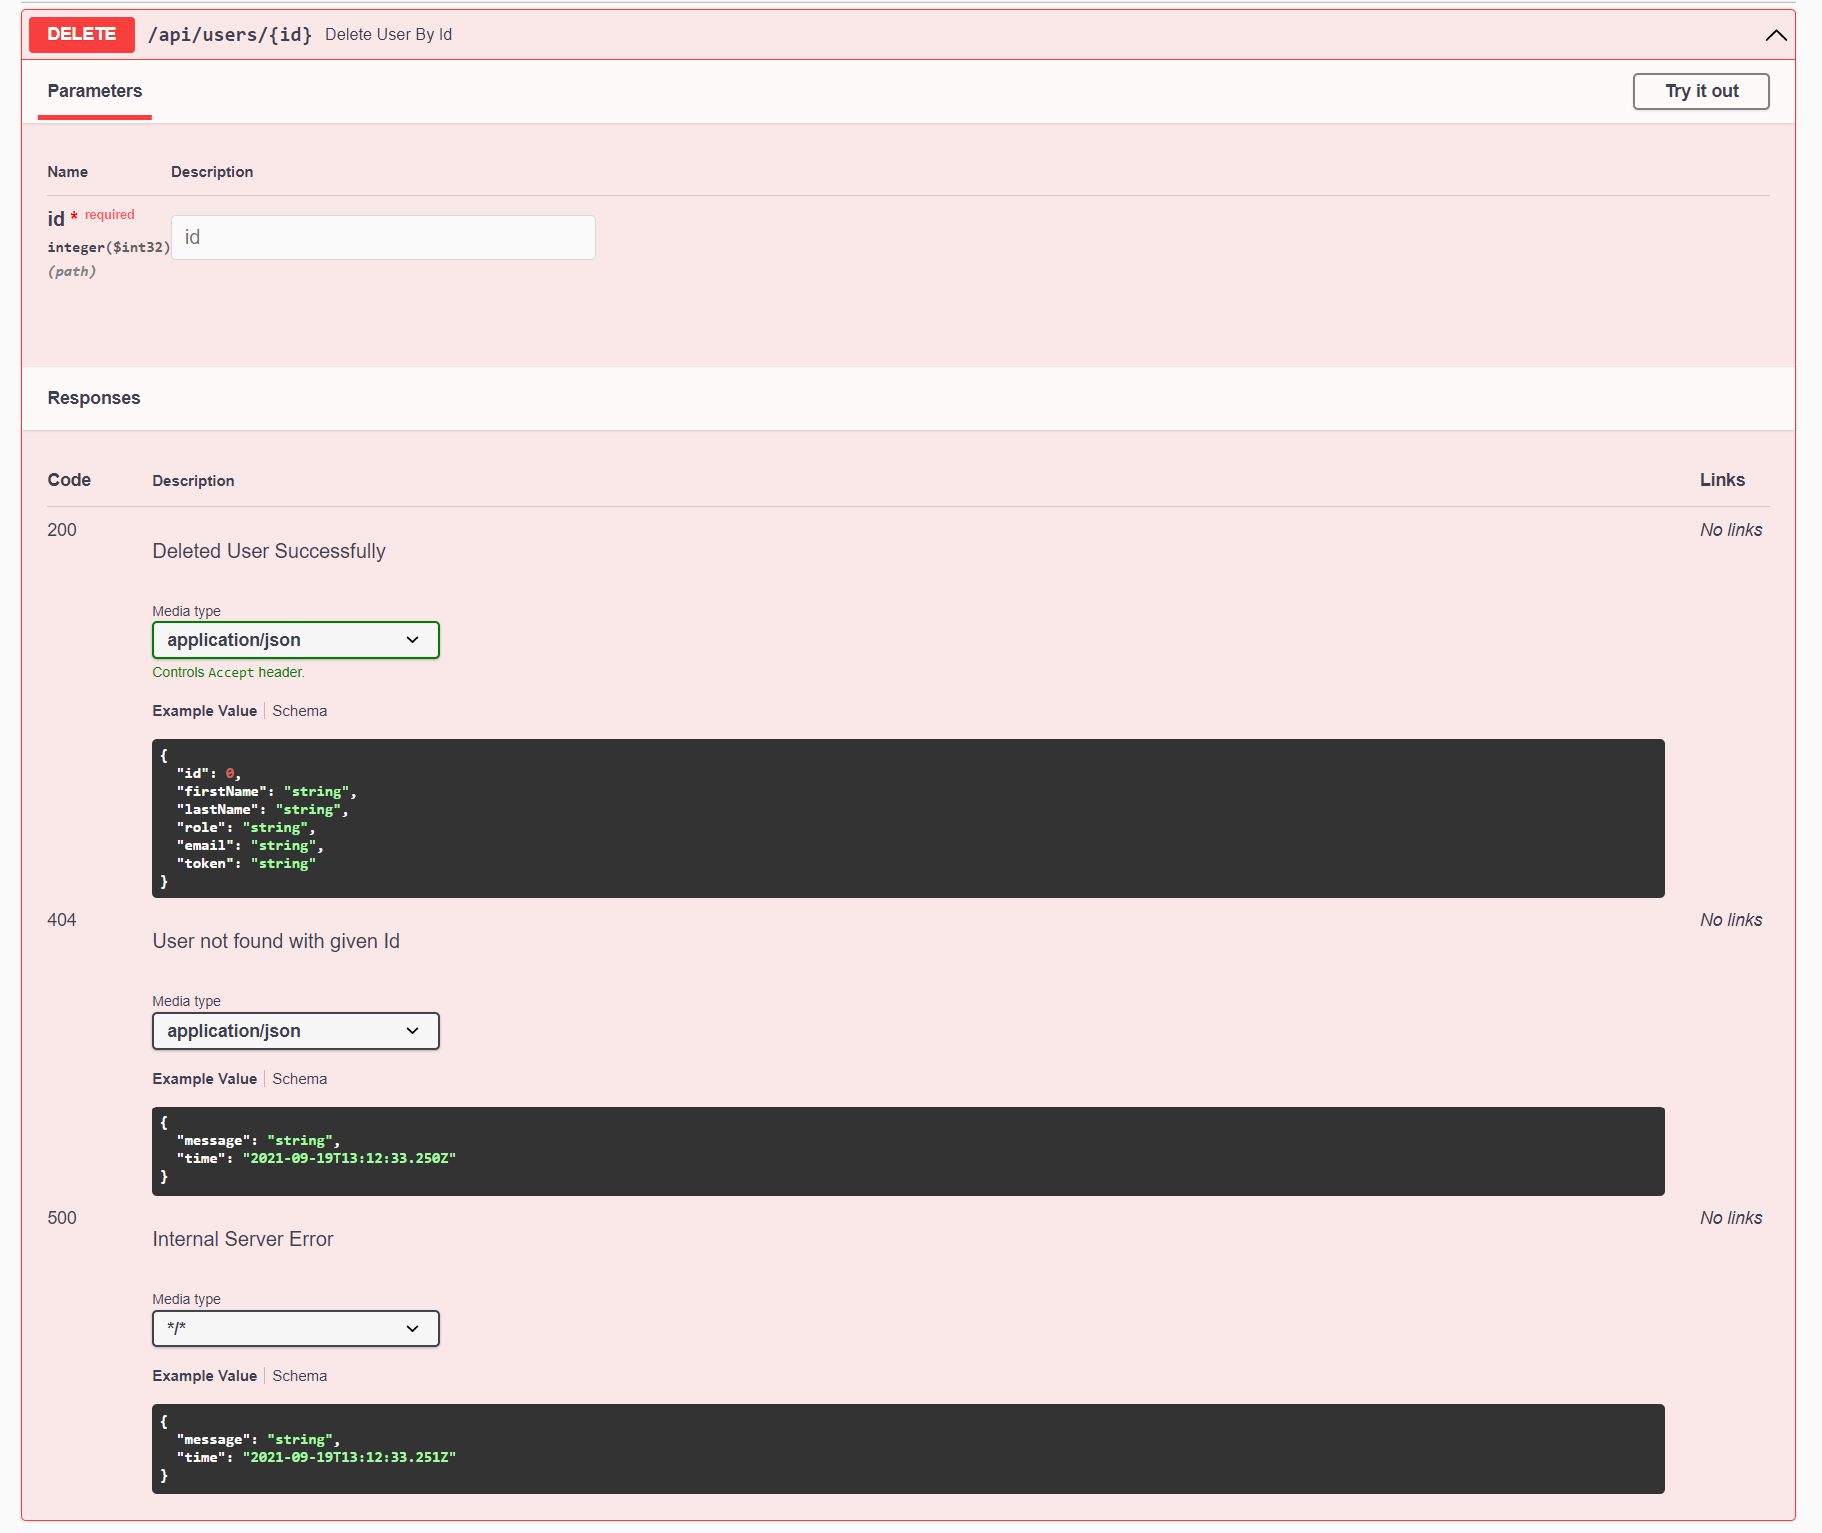 DELETE /api/users/{id} Delete User By Id
Parameters Try it out
Name Description
id * required
integer($int32) id
(path)
Responses
Code Description Links
200 No links
Deleted User Successfully
Media type
application/json
Controls Accept header.
Example Value Schema
{
"id": 0,
"firstName": "string",
"lastName": "string",
"role": "string",
"email": "string",
"token": "string"
}
404 No links
User not found with given Id
Media type
application/json
Example Value Schema
{
"message": "string",
"time": "2021-09-19T13:12:33.250Z"
}
500 No links
Internal Server Error
Media type
*/*
Example Value Schema
{
"message": "string",
"time": "2021-09-19T13:12:33.251Z"
}